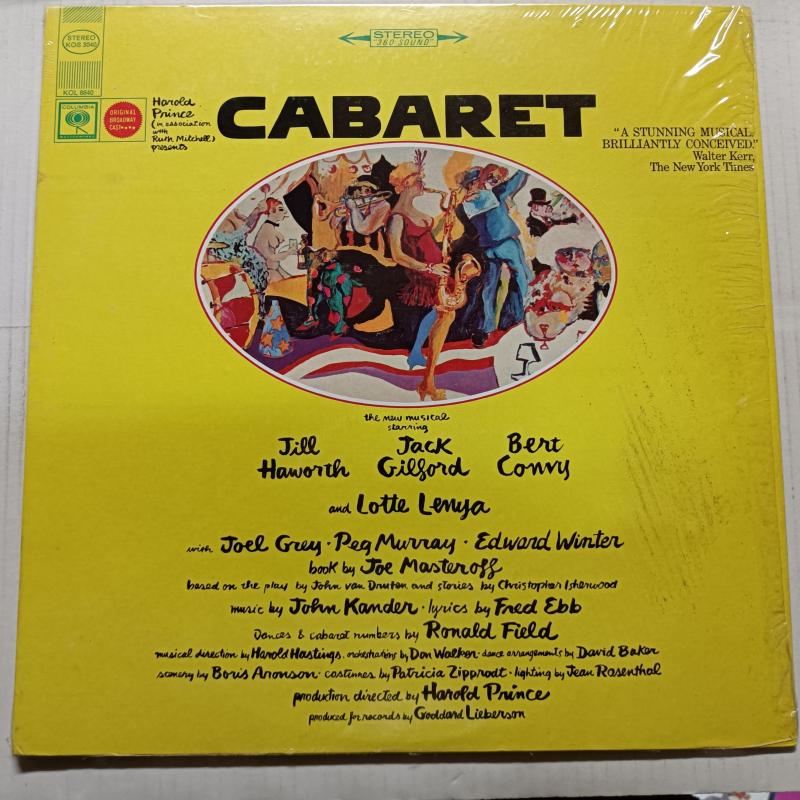 STEREO
KOS 3040
KOL 6640
COLUMBIA
MASTERWORKS
ORIGINAL
BROADWAY
CAST
STEREO
"360 SOUND"
Harold
Prince
(in association
with
Ruth Mitchell)
presents
CABARET
"A STUNNING MUSICAL.
BRILLIANTLY CONCEIVED."
Walter Kerr,
The New York Times
the new musical
starring
Jill Haworth
Jack Gilford
Bert Convy
and Lotte Lenya
with Joel Grey · Peg Murray · Edward Winter
book by Joe Masteroff
based on the play by John van Druten and stories by Christopher Isherwood
music by John Kander · lyrics by Fred Ebb
Dances & cabaret numbers by Ronald Field
musical direction by Harold Hastings · orchestrations by Don Walker · dance arrangements by David Baker
scenery by Boris Aronson · costumes by Patricia Zipprodt · lighting by Jean Rosenthal
production directed by Harold Prince
produced for records by Goddard Lieberson